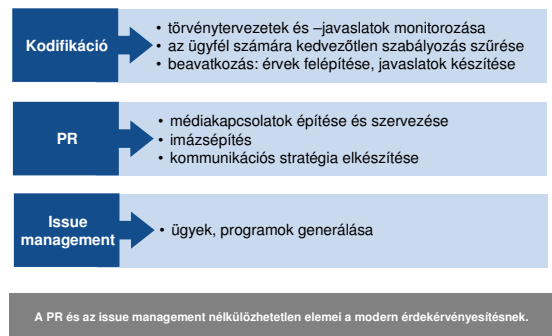 Kodifikáció
• törvénytervezetek és –javaslatok monitorozása
• az ügyfél számára kedvezőtlen szabályozás szűrése
• beavatkozás: érvek felépítése, javaslatok készítése
PR
• médiakapcsolatok építése és szervezése
• imázsépítés
• kommunikációs stratégia elkészítése
Issue
management
• ügyek, programok generálása
A PR és az issue management nélkülözhetetlen elemei a modern érdekérvényesítésnek.